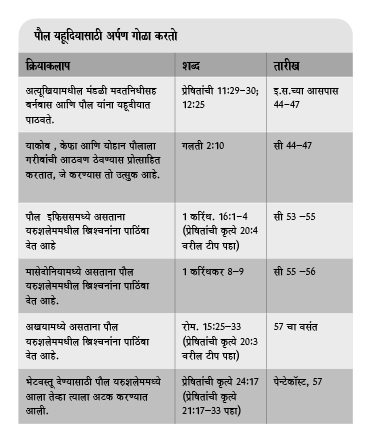 पौल यहूदियासाठी अर्पण गोळा करतो
क्रियाकलाप शब्द तारीख
अंत्यूखियामधील मंडळी मदतनिधीसह
बर्नबास आणि पौल यांना यहूदीयात
पाठवते.
प्रेषितांची 11:29–30;
12:25
इ.स.च्या आसपास
44–47
याकोब , केफा आणि योहान पौलाला
गरीबांची आठवण ठेवण्यास प्रोत्साहित
करतात, जे करण्यास तो उत्सुक आहे.
गलती 2:10
सी 44–47
पौल इफिससमध्ये असताना
यरुशलेममधील ख्रिश्चनांना पाठिंबा
देत आहे
1 करिंथ. 16:1–4
(प्रेषितांची कृत्ये 20:4
वरील टीप पहा)
सी 53 –55
मासेदोनियामध्ये असताना पौल
यरुशलेममधील ख्रिश्चनांना पाठिंबा
देत आहे.
1 करिंथकर 8–9
सी 55 –56
अखयामध्ये असताना पौल
यरुशलेममधील ख्रिश्चनांना पाठिंबा
देत आहे.
रोम. 15:25–33
(प्रेषितांची कृत्ये 20:3
वरील टीप पहा)
57 चा वसंत
भेटवस्तू देण्यासाठी पौल यरुशलेममध्ये
आला तेव्हा त्याला अटक करण्यात
आली.
प्रेषितांची कृत्ये 24:17
(प्रेषितांची कृत्ये
21:17–33 पहा)
पेन्टेकॉस्ट, 57